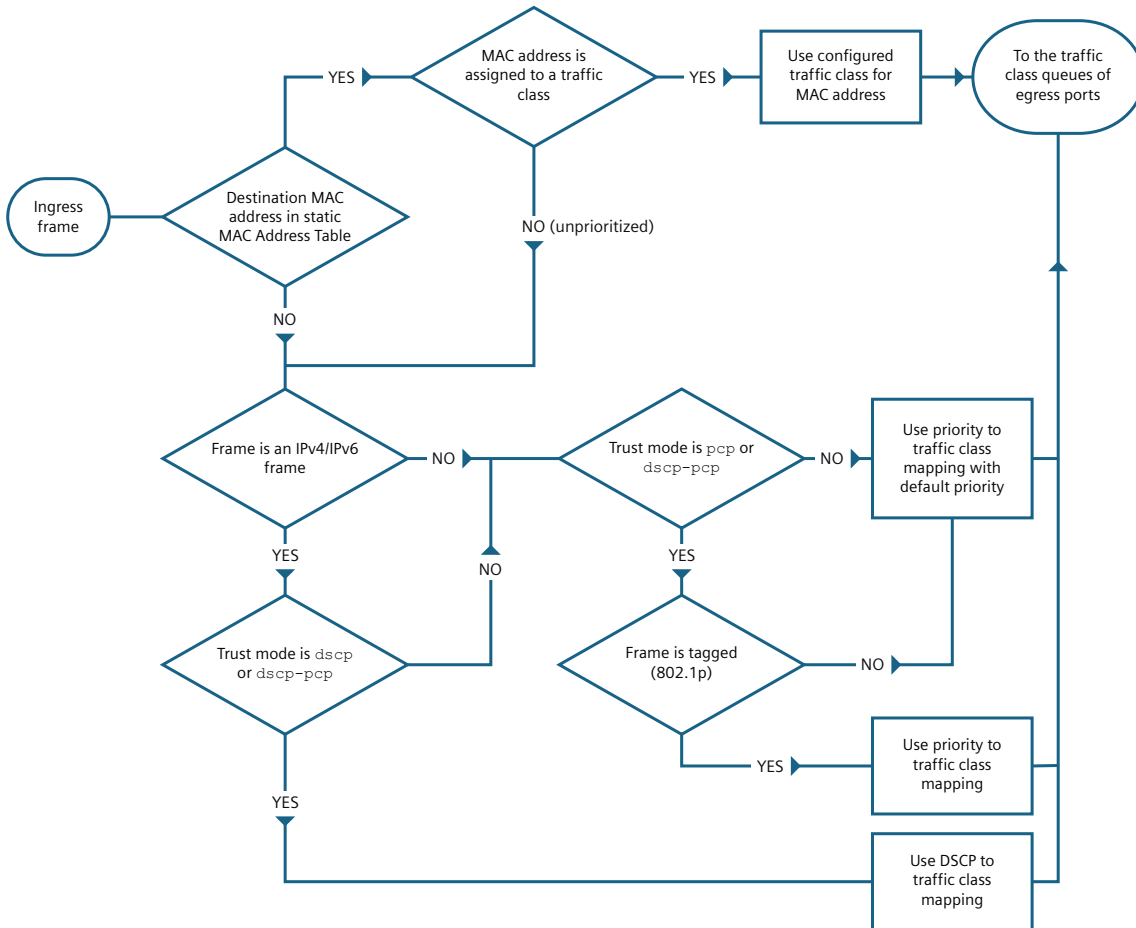 MAC address is
assigned to a traffic
class
YES
YES
Use configured
traffic class for
MAC address
To the traffic
class queues of
egress ports
Ingress
frame
Destination MAC
address in static
MAC Address Table
NO (unprioritized)
NO
Frame is an IPv4/IPv6
frame
NO
Trust mode is pcp or
dscp-pcp
NO
Use priority to
traffic class
mapping with
default priority
YES
NO
YES
Trust mode is dscp
or dscp-pcp
Frame is tagged
(802.1p)
NO
YES
Use priority to
traffic class
mapping
YES
Use DSCP to
traffic class
mapping